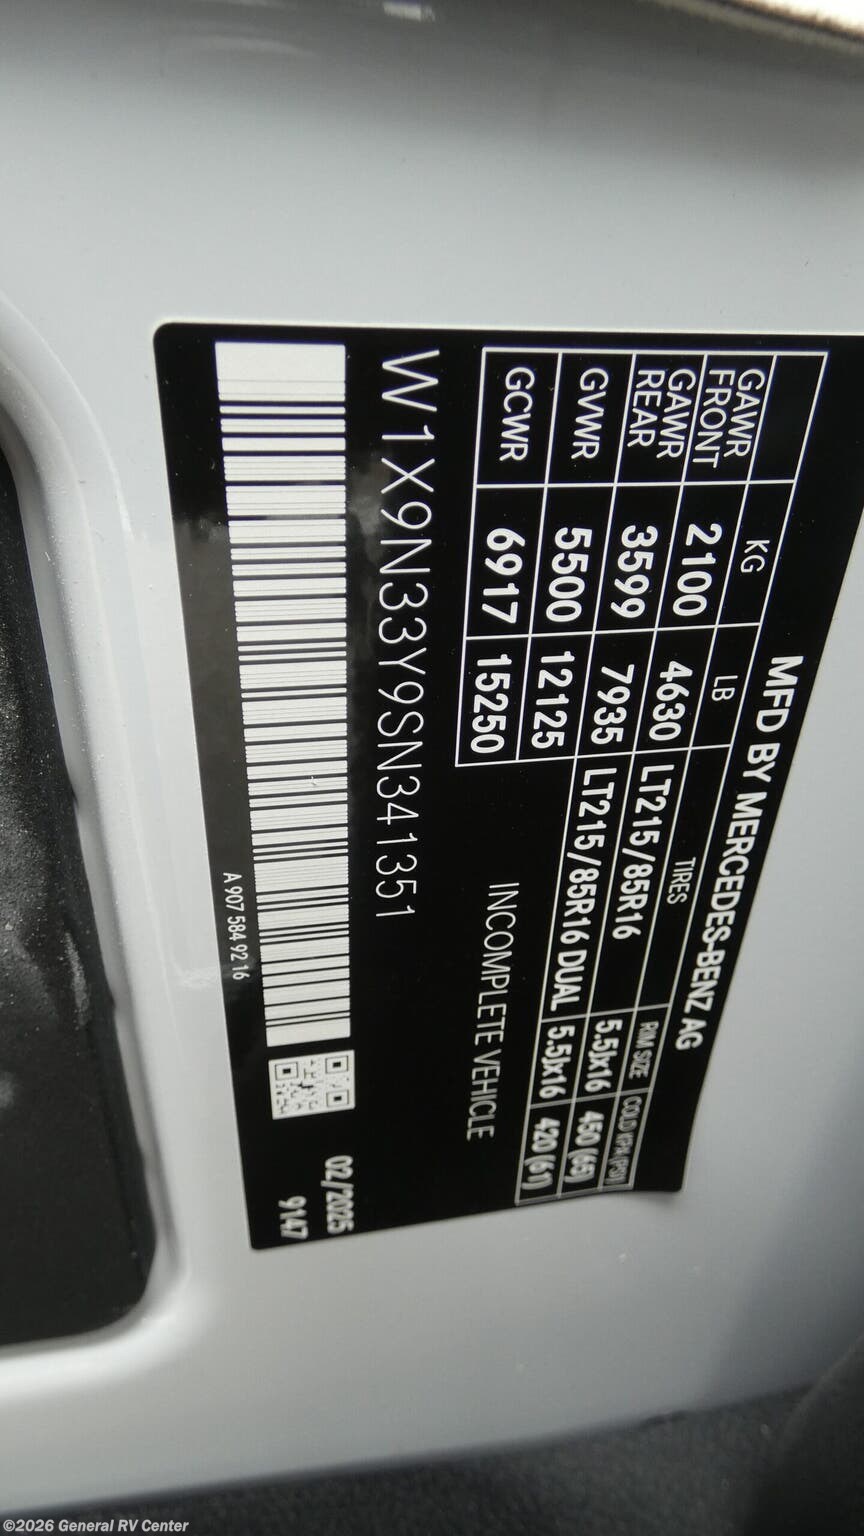 MFD BY MERCEDES-BENZ AG
KG LB TIRES RIM SIZE COLD KPA (PSI)
GAWR FRONT 2100 4630 LT215/85R16 5.5Jx16 450 (65)
GAWR REAR 3599 7935 LT215/85R16 DUAL 5.5Jx16 420 (61)
GVWR 5500 12125
GCWR 6917 15250
INCOMPLETE VEHICLE
W1X9N33Y9SN341351
02/2025
9147
A 907 584 92 16
©2026 General RV Center